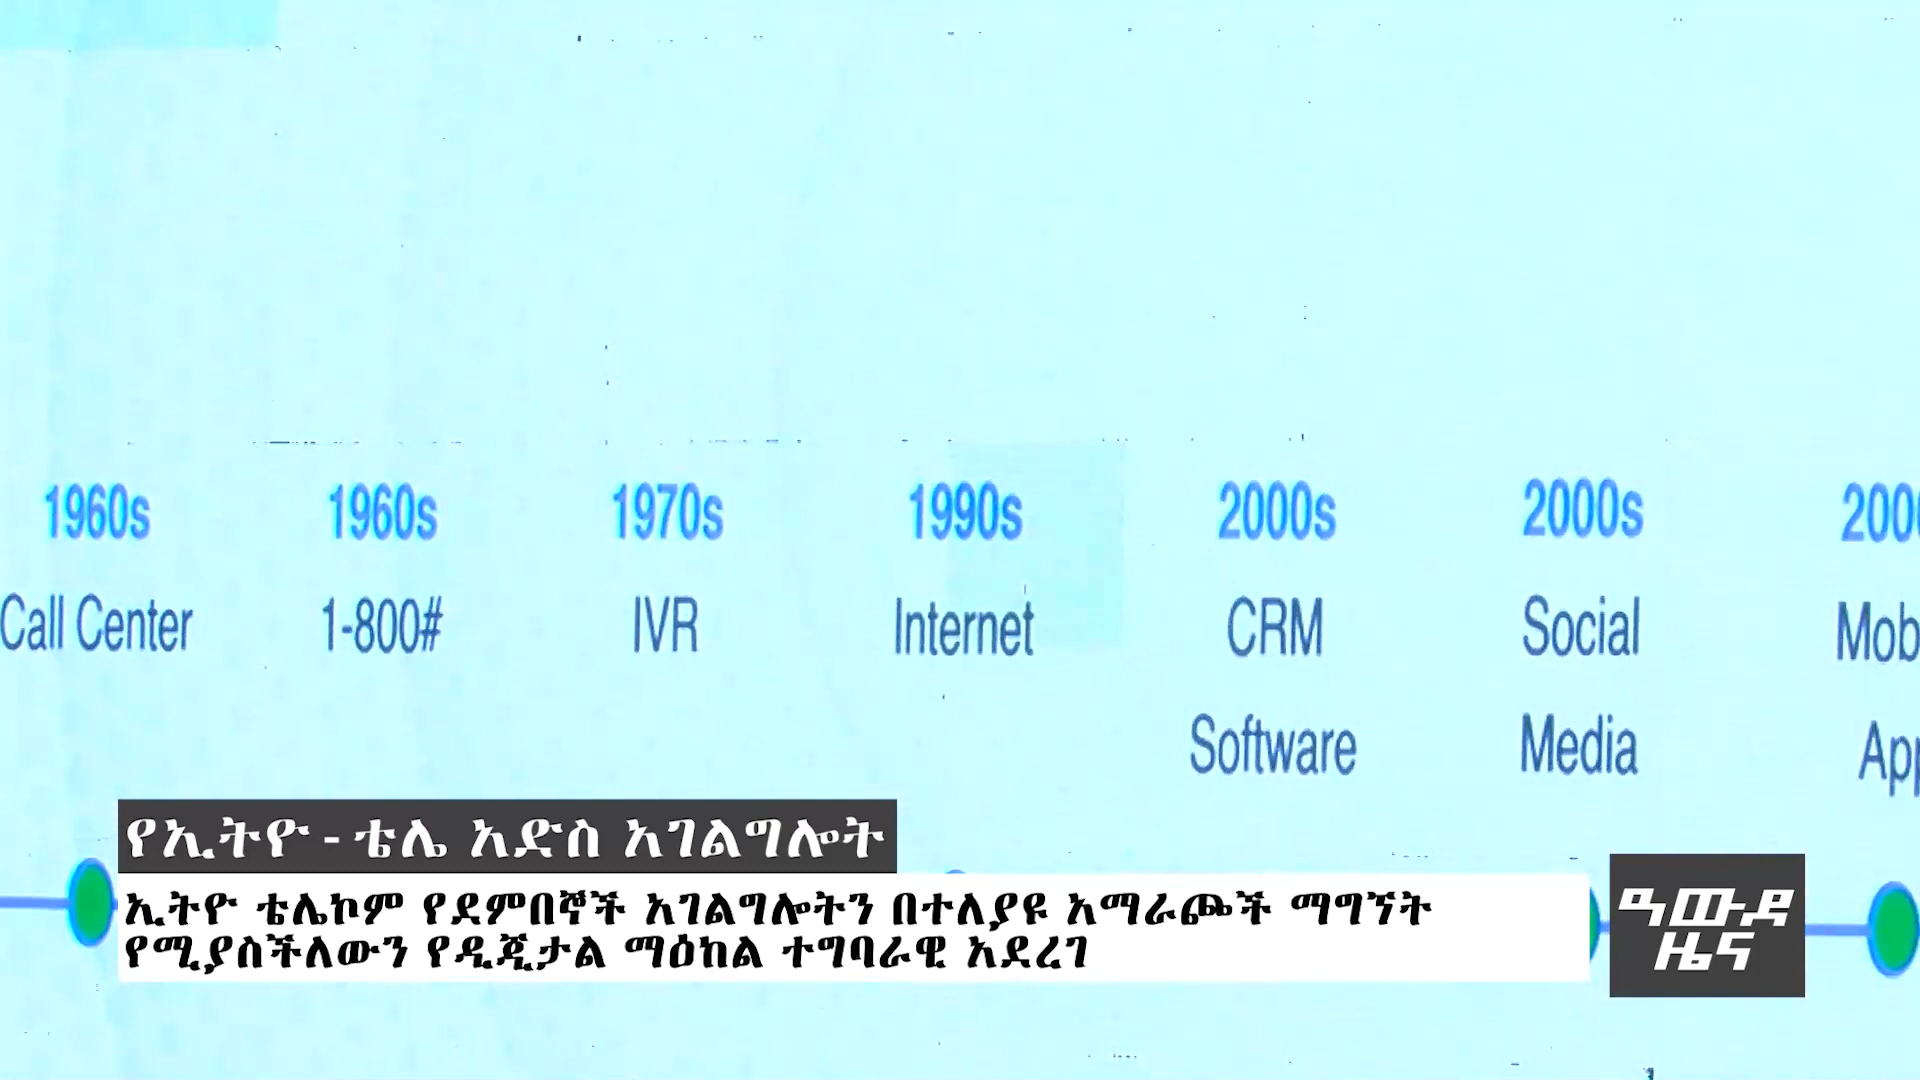 1960s 1960s 1970s 1990s 2000s 2000s
Call Center 1-800# IVR Internet CRM Social
Software Media
የኢትዮ-ቴሌ አድስ አገልግሎት
ኢትዮ ቴሌኮም የደምበኞች አገልግሎትን በተለያዩ አማራጮች ማግኘት
የሚያስችለውን የዲጂታል ማዕከል ተግባራዊ አደረገ
ዓውዳ
ዜና